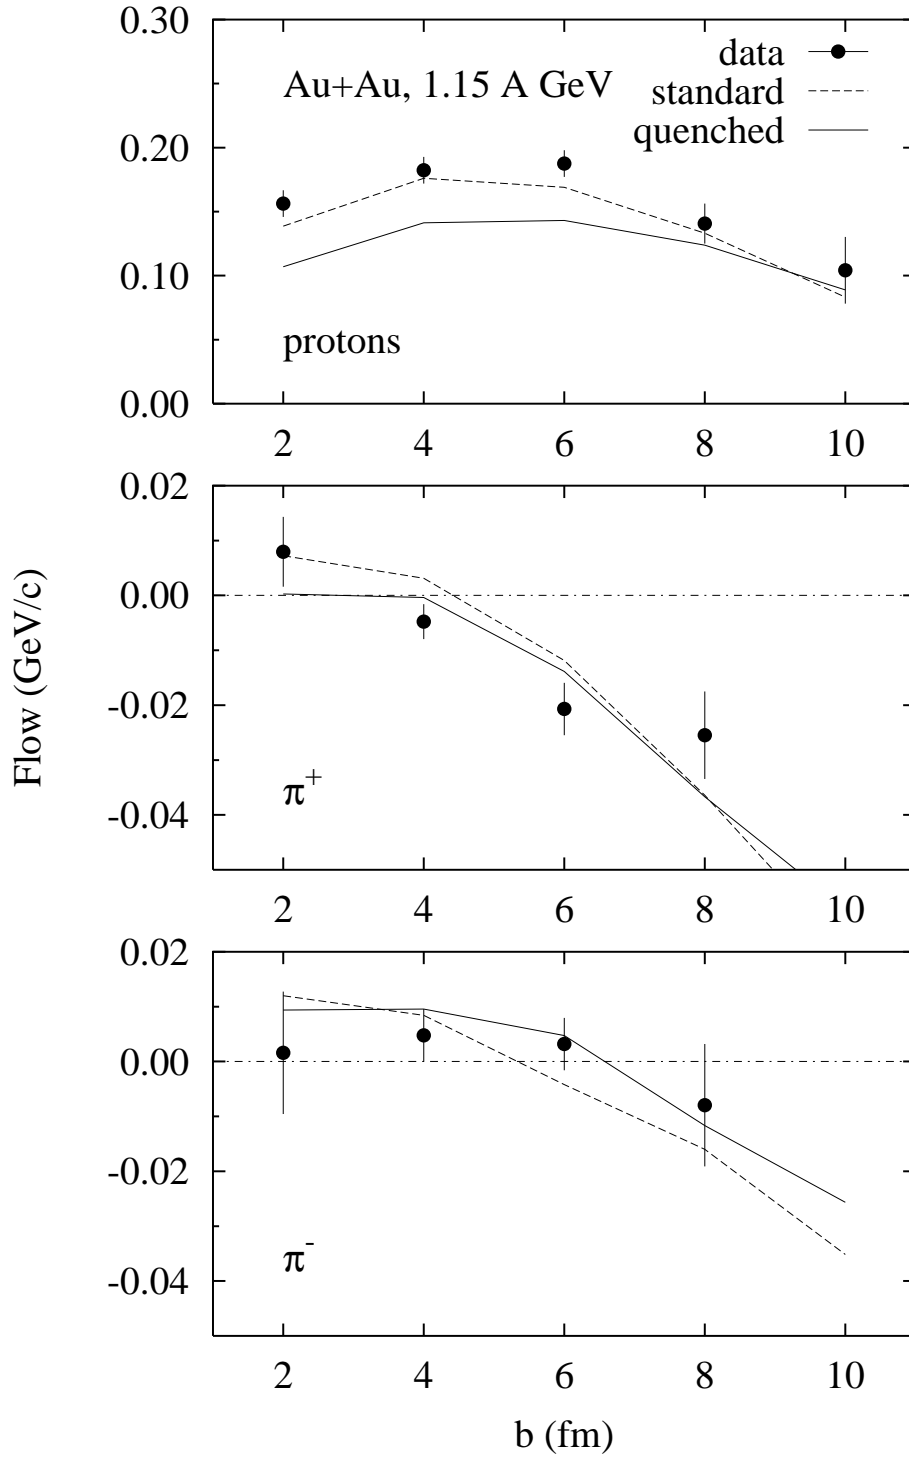 0.30
data
Au+Au, 1.15 A GeV
standard
quenched
0.20
0.10
protons
0.00
2 4 6 8 10
0.02
0.00
-0.02
π+
-0.04
2 4 6 8 10
Flow (GeV/c)
0.02
0.00
-0.02
π-
-0.04
2 4 6 8 10
b (fm)